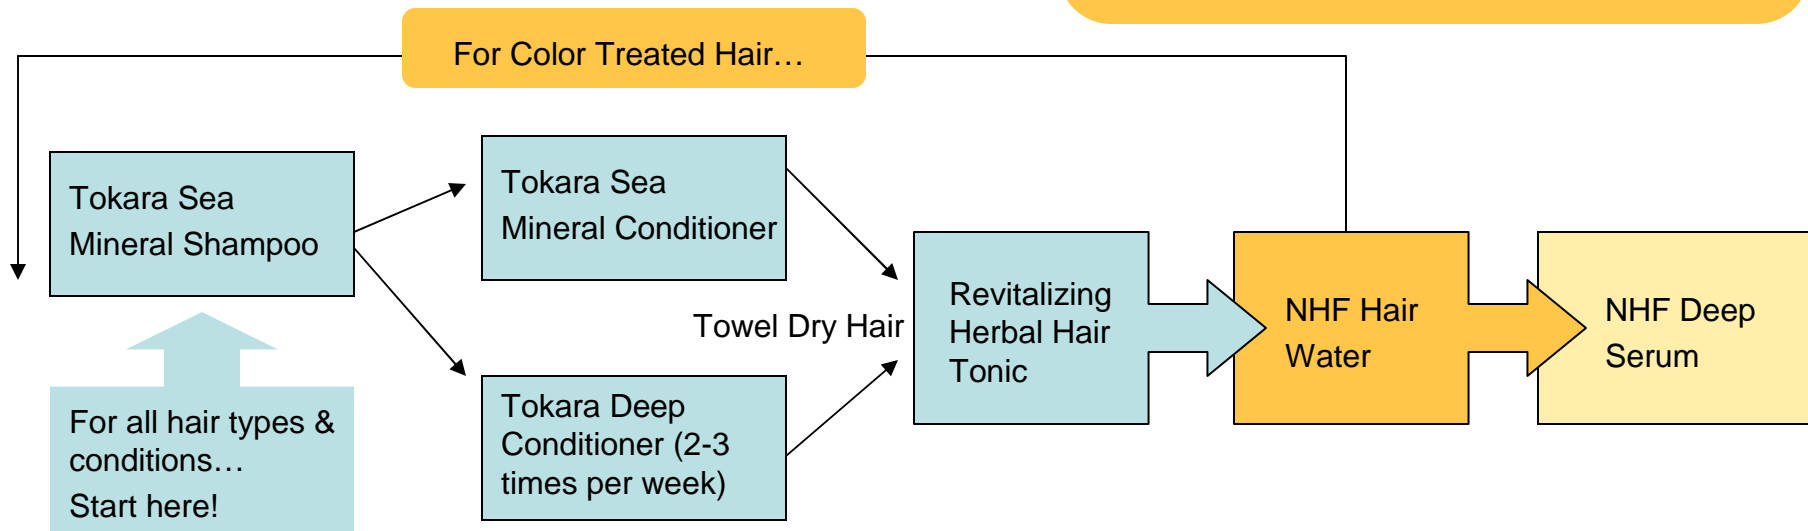 For Color Treated Hair…
Tokara Sea
Mineral Shampoo
For all hair types &
conditions…
Start here!
Tokara Sea
Mineral Conditioner
Towel Dry Hair
Tokara Deep
Conditioner (2-3
times per week)
Revitalizing
Herbal Hair
Tonic
NHF Hair
Water
NHF Deep
Serum